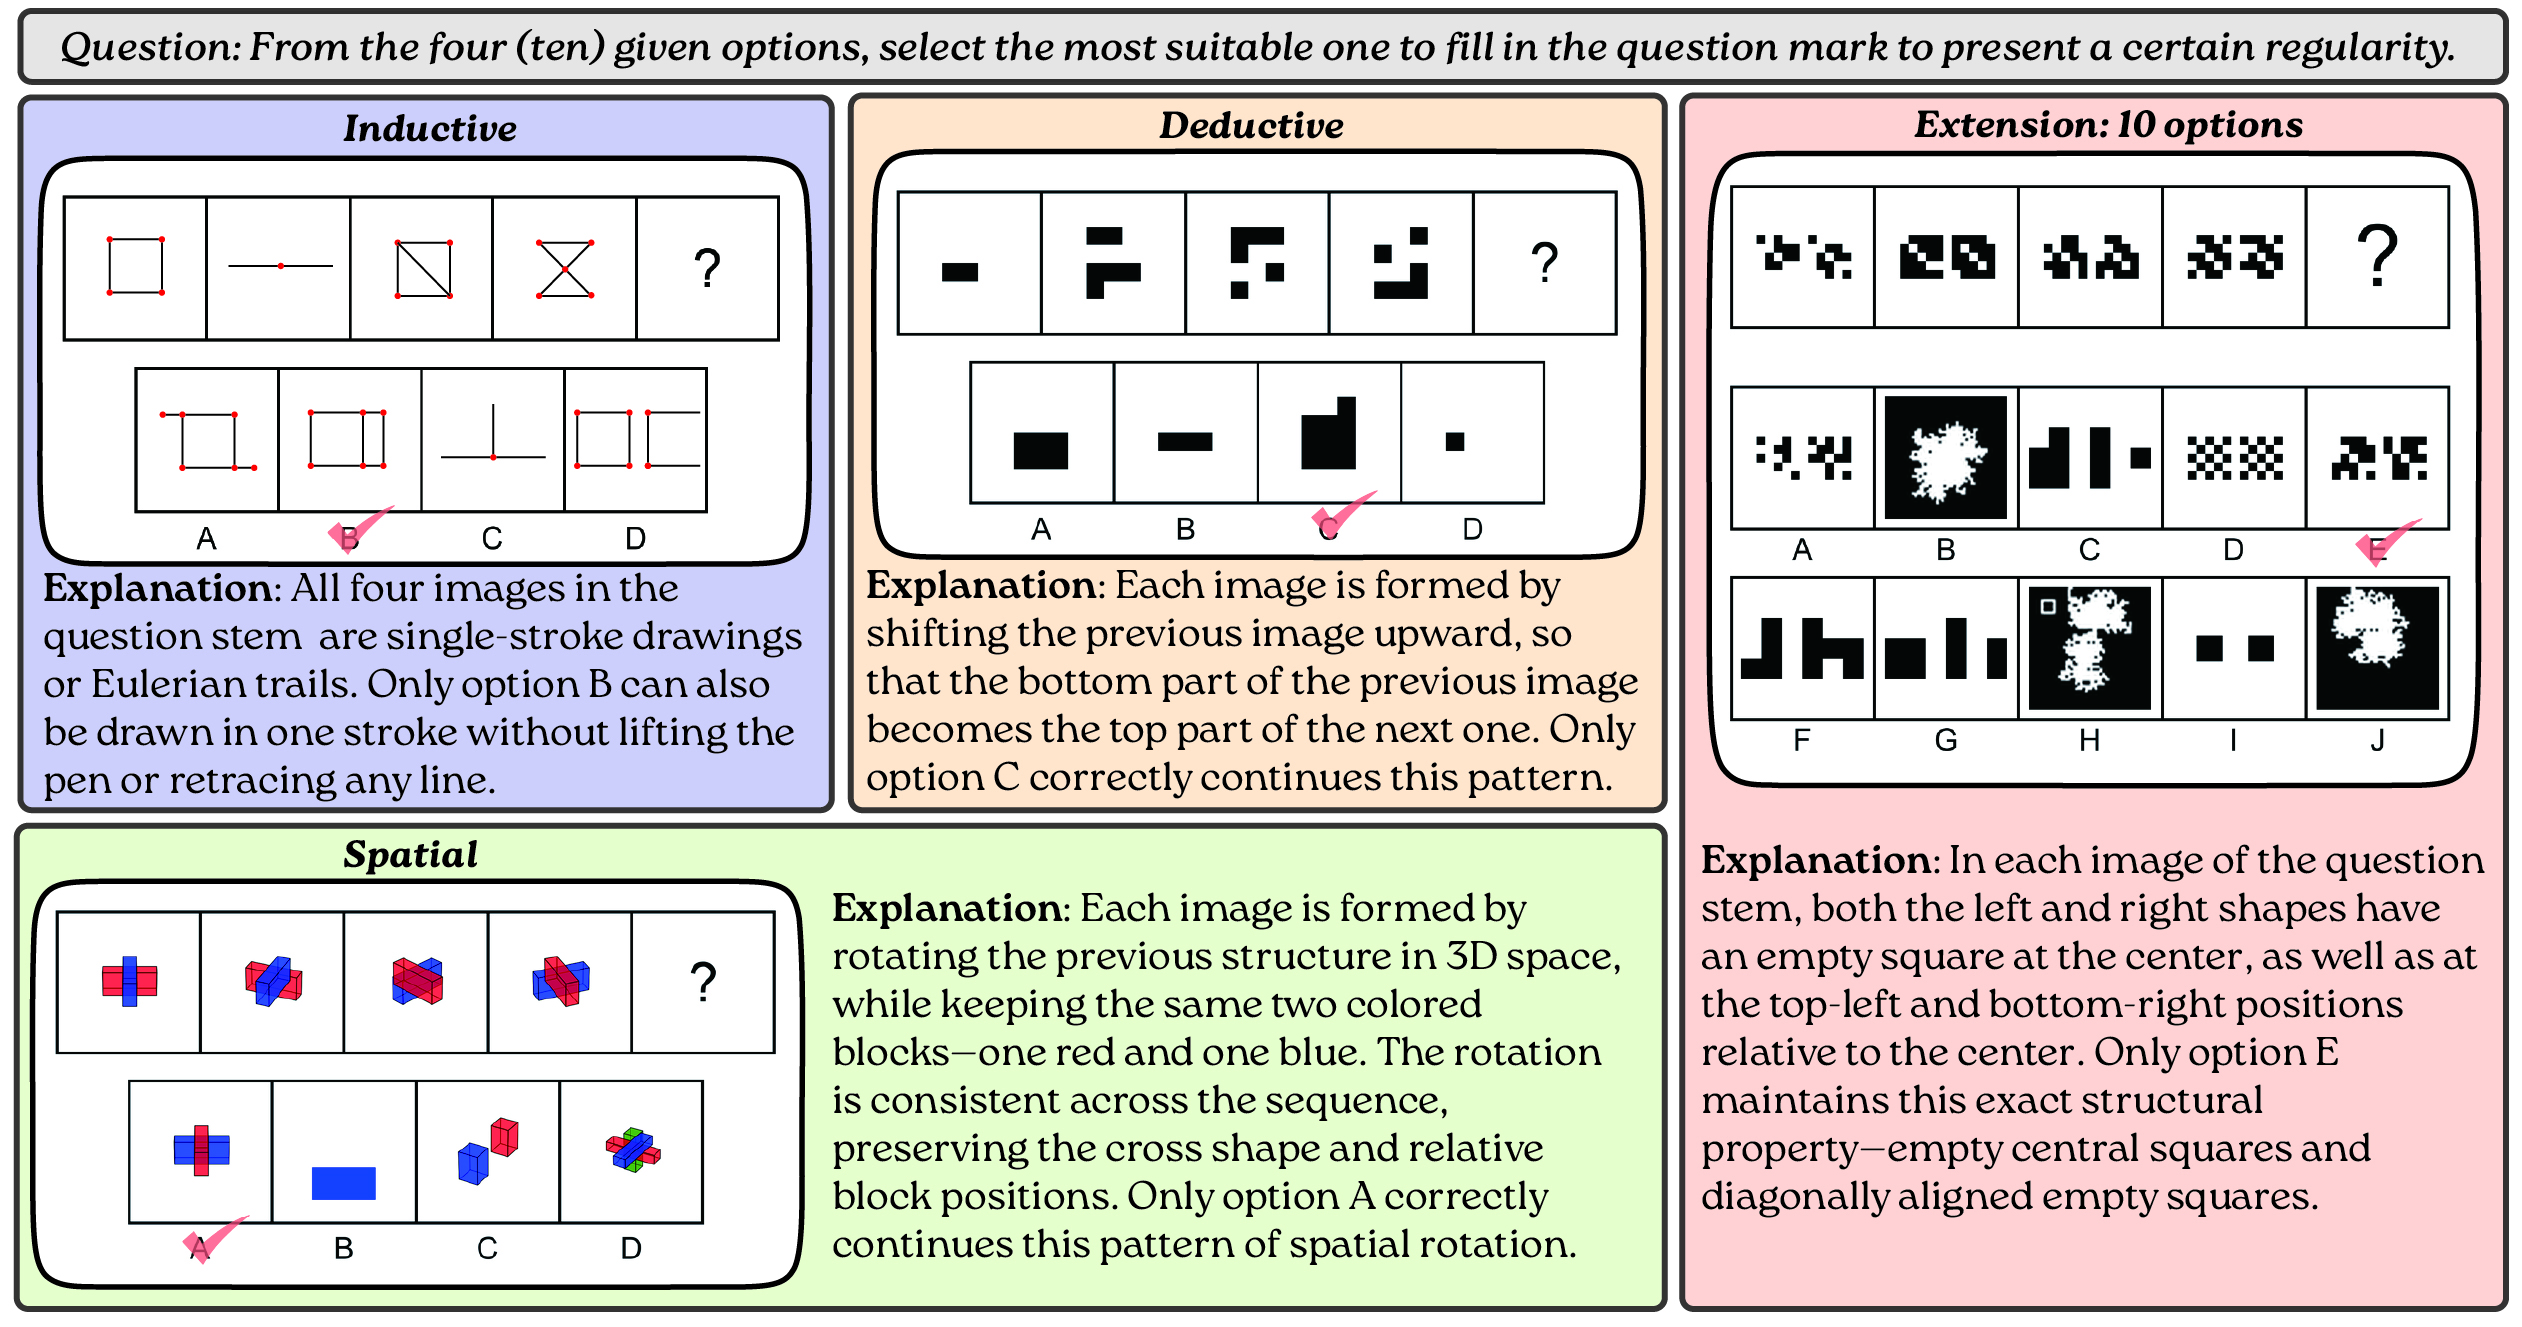 Question: From the four (ten) given options, select the most suitable one to fill in the question mark to present a certain regularity.
Inductive
?
A B C D
Explanation: All four images in the
question stem are single-stroke drawings
or Eulerian trails. Only option B can also
be drawn in one stroke without lifting the
pen or retracing any line.
Deductive
?
A B C D
Explanation: Each image is formed by
shifting the previous image upward, so
that the bottom part of the previous image
becomes the top part of the next one. Only
option C correctly continues this pattern.
Extension: 10 options
?
A B C D E
F G H I J
Explanation: In each image of the question
stem, both the left and right shapes have
an empty square at the center, as well as at
the top-left and bottom-right positions
relative to the center. Only option E
maintains this exact structural
property—empty central squares and
diagonally aligned empty squares.
Spatial
?
A B C D
Explanation: Each image is formed by
rotating the previous structure in 3D space,
while keeping the same two colored
blocks—one red and one blue. The rotation
is consistent across the sequence,
preserving the cross shape and relative
block positions. Only option A correctly
continues this pattern of spatial rotation.